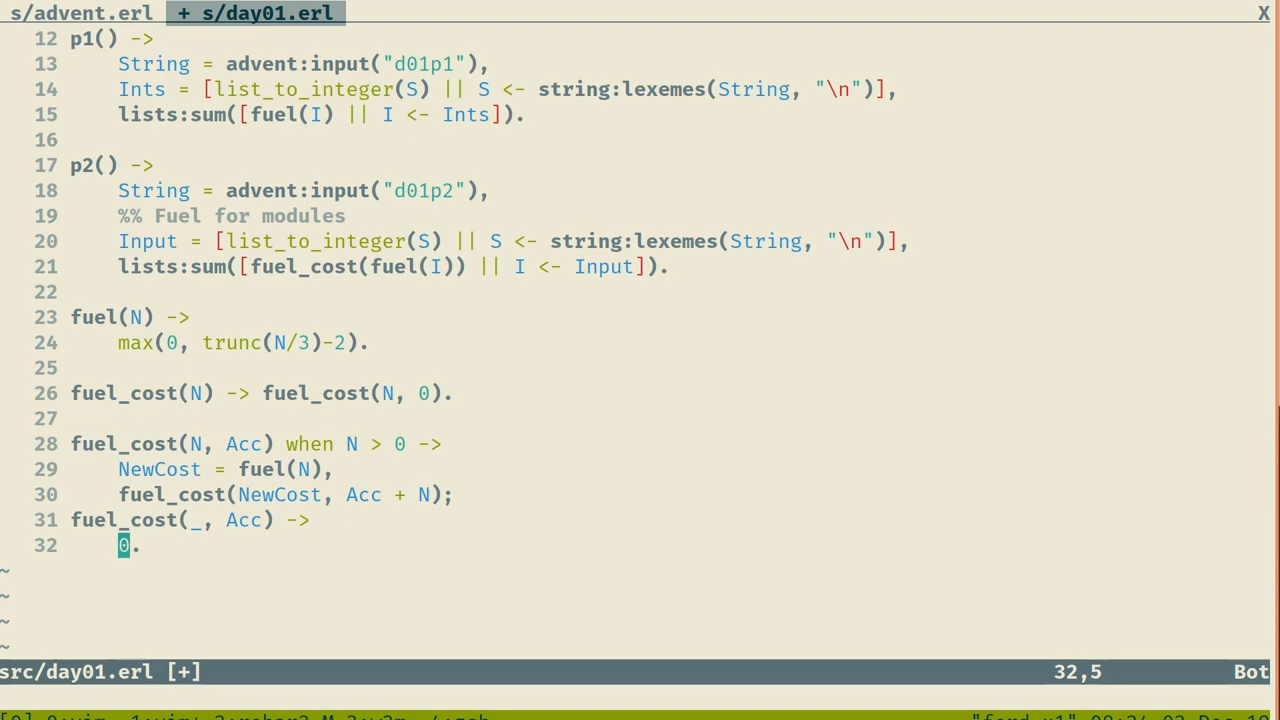 s/advent.erl + s/day01.erl X
12 p1() ->
13     String = advent:input("d01p1"),
14     Ints = [list_to_integer(S) || S <- string:lexemes(String, "\n")],
15     lists:sum([fuel(I) || I <- Ints]).
16
17 p2() ->
18     String = advent:input("d01p2"),
19     %% Fuel for modules
20     Input = [list_to_integer(S) || S <- string:lexemes(String, "\n")],
21     lists:sum([fuel_cost(fuel(I)) || I <- Input]).
22
23 fuel(N) ->
24     max(0, trunc(N/3)-2).
25
26 fuel_cost(N) -> fuel_cost(N, 0).
27
28 fuel_cost(N, Acc) when N > 0 ->
29     NewCost = fuel(N),
30     fuel_cost(NewCost, Acc + N);
31 fuel_cost(_, Acc) ->
32     0.
~
~
~
~
src/day01.erl [+] 32,5 Bot